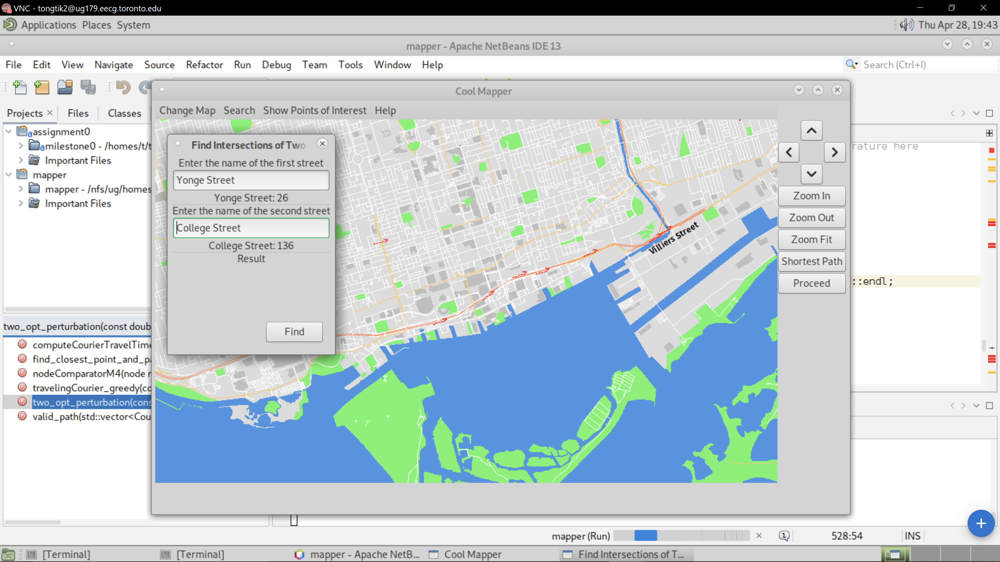 VNC - tongtik2@ug179.eecg.toronto.edu
Applications Places System
Thu Apr 28, 19:43
mapper - Apache NetBeans IDE 13
File Edit View Navigate Source Refactor Run Debug Team Tools Window Help
Search (Ctrl+I)
Cool Mapper
Change Map Search Show Points of Interest Help
Projects Files Classes
assignment0
milestone0 - /homes/t/t
Important Files
mapper
mapper - /nfs/ug/homes
Important Files
Find Intersections of Two
Enter the name of the first street
Yonge Street
Yonge Street: 26
Enter the name of the second street
College Street
College Street: 136
Result
Find
Villiers Street
Zoom In
Zoom Out
Zoom Fit
Shortest Path
Proceed
rature here
::endl;
two_opt_perturbation(const doub
computeCourierTravelTime
find_closest_point_and_pa
nodeComparatorM4(node r
travelingCourier_greedy(co
two_opt_perturbation(cons
valid_path(std::vector<Cou
mapper (Run)
1
528:54
INS
[Terminal]
[Terminal]
mapper - Apache NetB...
Cool Mapper
Find Intersections of T...